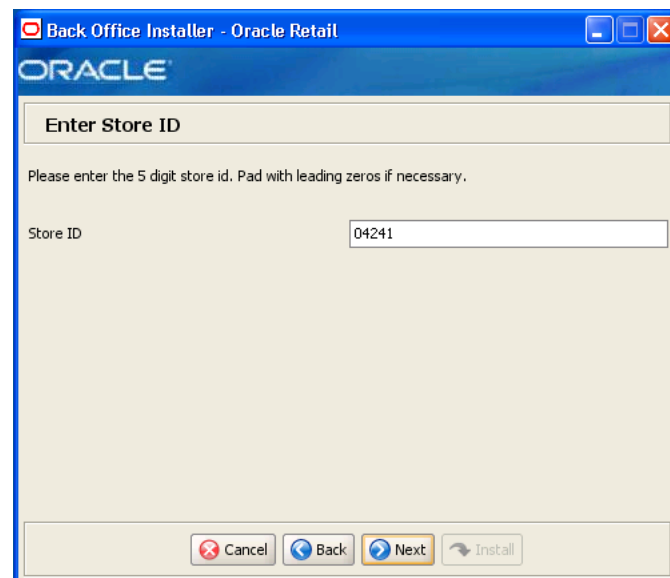 Back Office Installer - Oracle Retail
ORACLE
Enter Store ID
Please enter the 5 digit store id. Pad with leading zeros if necessary.
Store ID 04241
Cancel Back Next Install